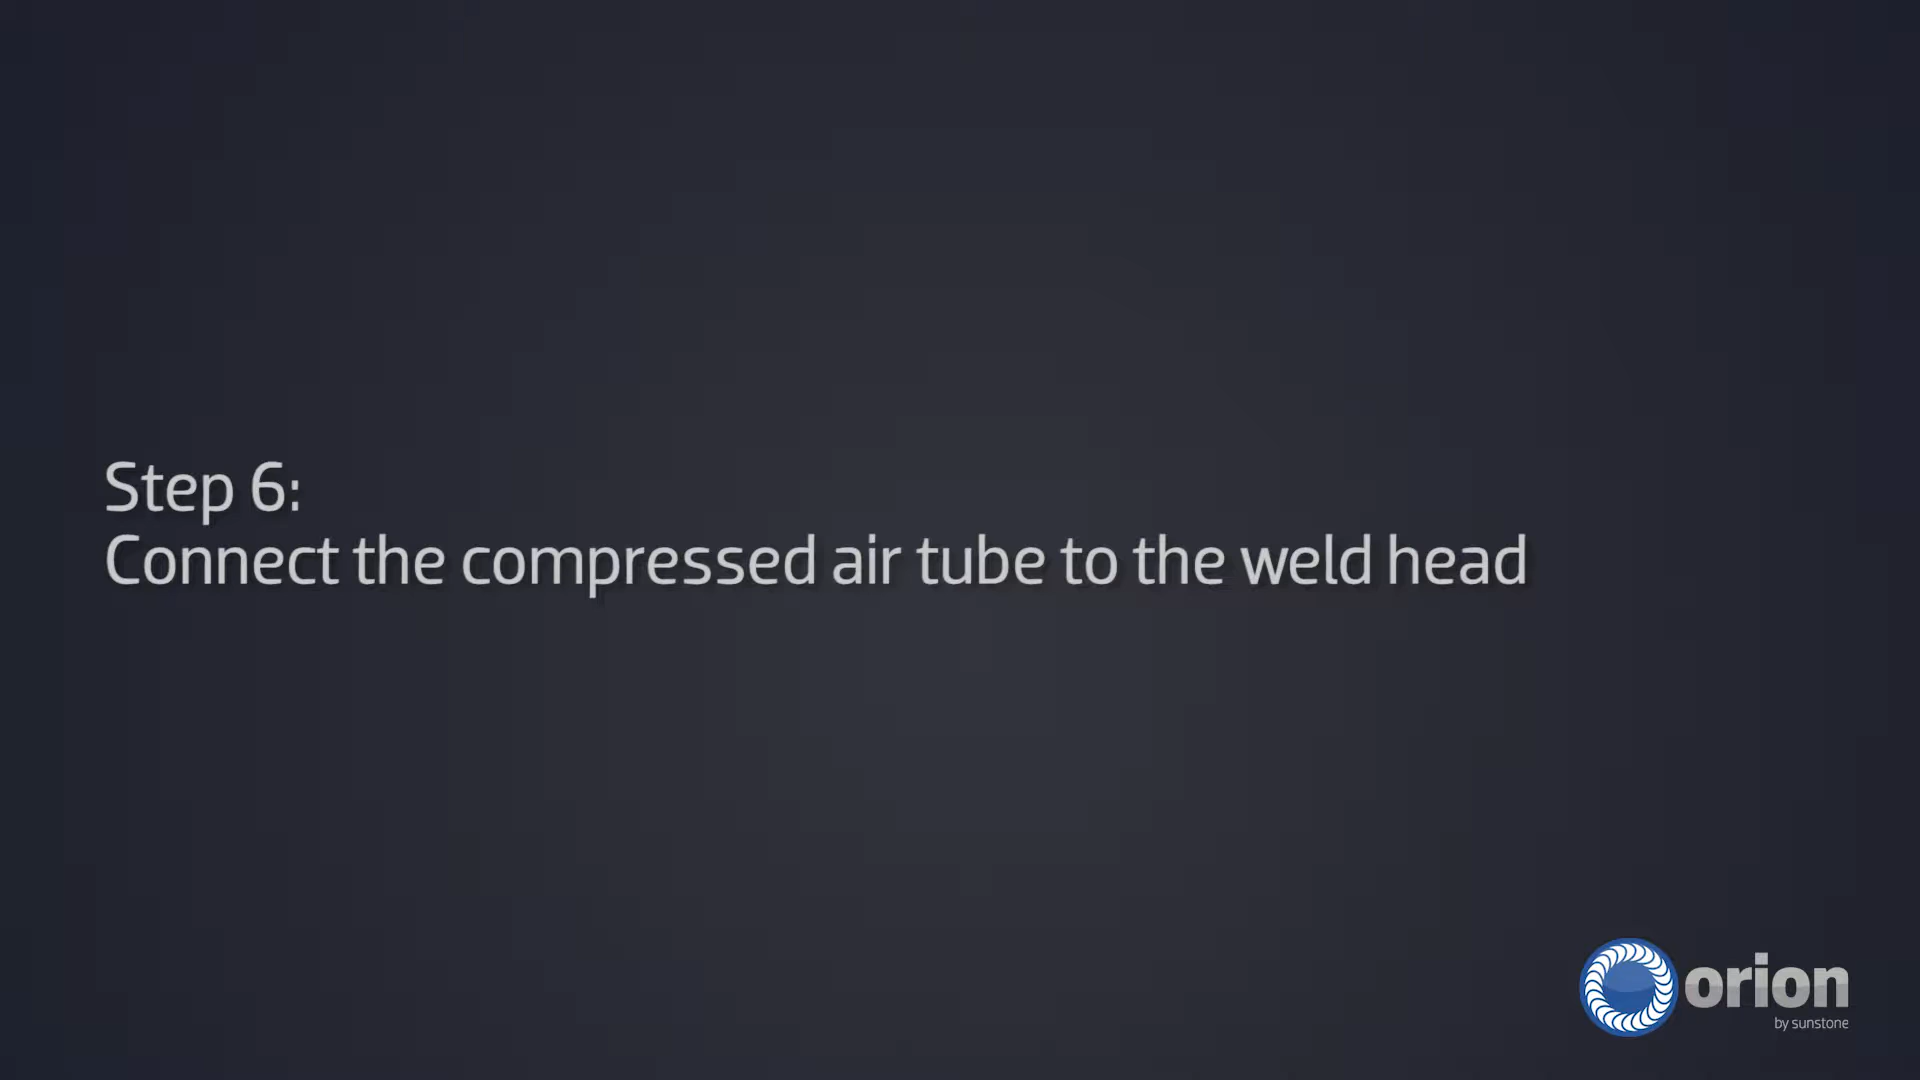 Step 6:
Connect the compressed air tube to the weld head
orion
by sunstone